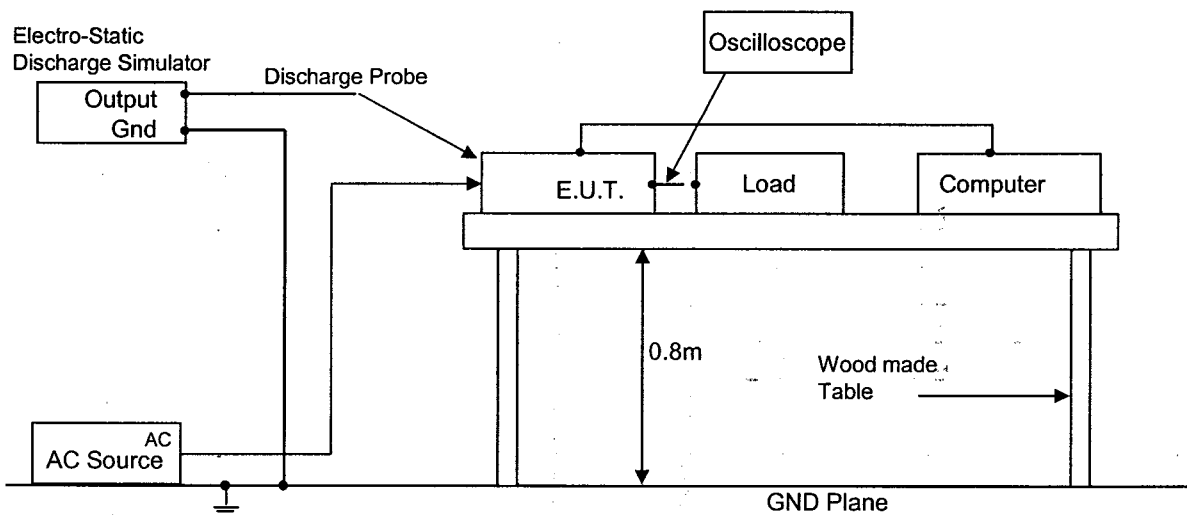 Electro-Static
Discharge Simulator
Output
Gnd
Discharge Probe
Oscilloscope
E.U.T.
Load
Computer
0.8m
Wood made
Table
AC
AC Source
GND Plane